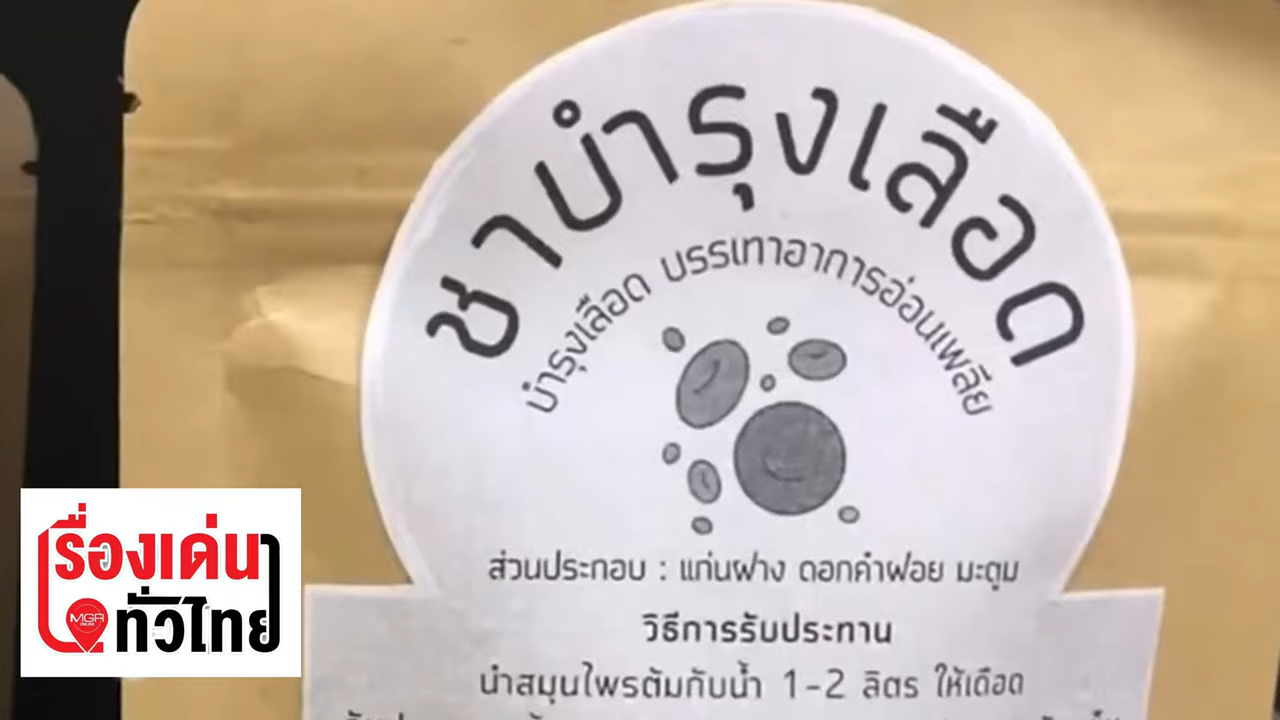 ชาบำรุงเลือด
บำรุงเลือด บรรเทาอาการอ่อนเพลีย
ส่วนประกอบ : แก่นฝาง ดอกคำฝอย มะตูม
วิธีการรับประทาน
นำสมุนไพรต้มกับน้ำ 1-2 ลิตร ให้เดือด
เรื่องเด่น
MGR
ONLINE
ทั่วไทย